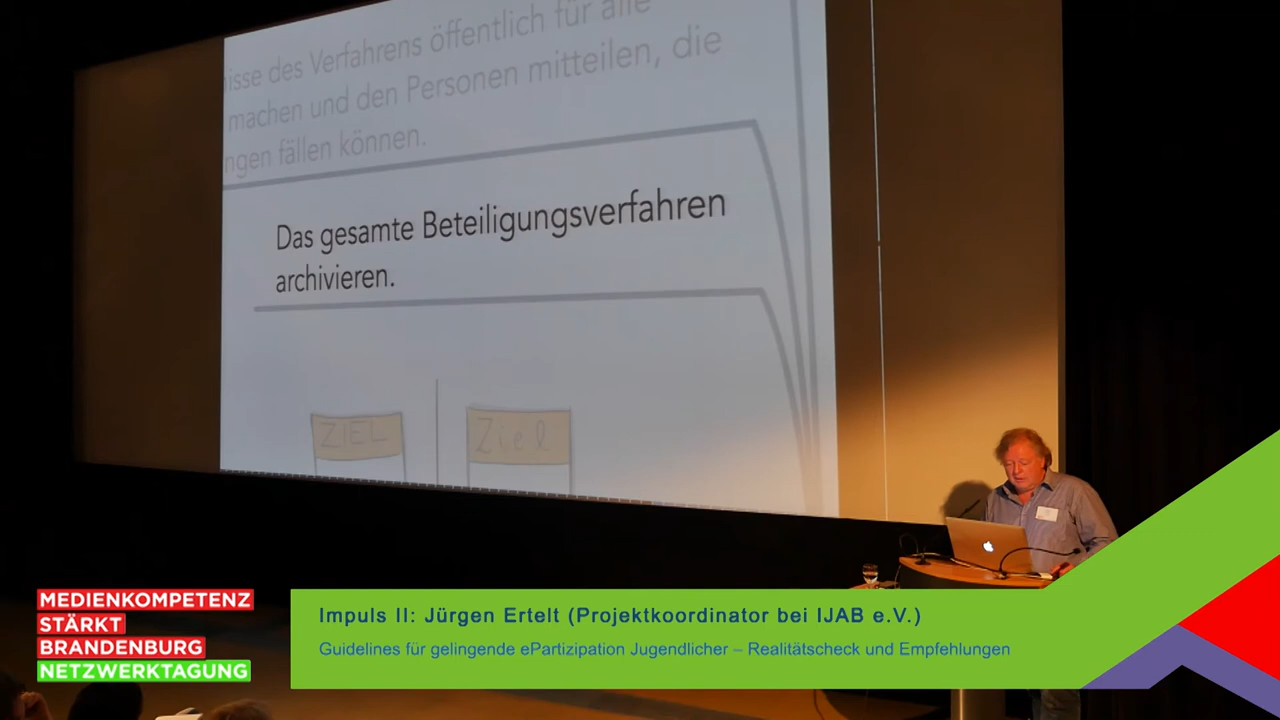 isse des Verfahrens öffentlich für alle
machen und den Personen mitteilen, die
ngen fällen können.
Das gesamte Beteiligungsverfahren
archivieren.
ZIEL
Ziel
MEDIENKOMPETENZ
STÄRKT
BRANDENBURG
NETZWERKTAGUNG
Impuls II: Jürgen Ertelt (Projektkoordinator bei IJAB e.V.)
Guidelines für gelingende ePartizipation Jugendlicher – Realitätscheck und Empfehlungen